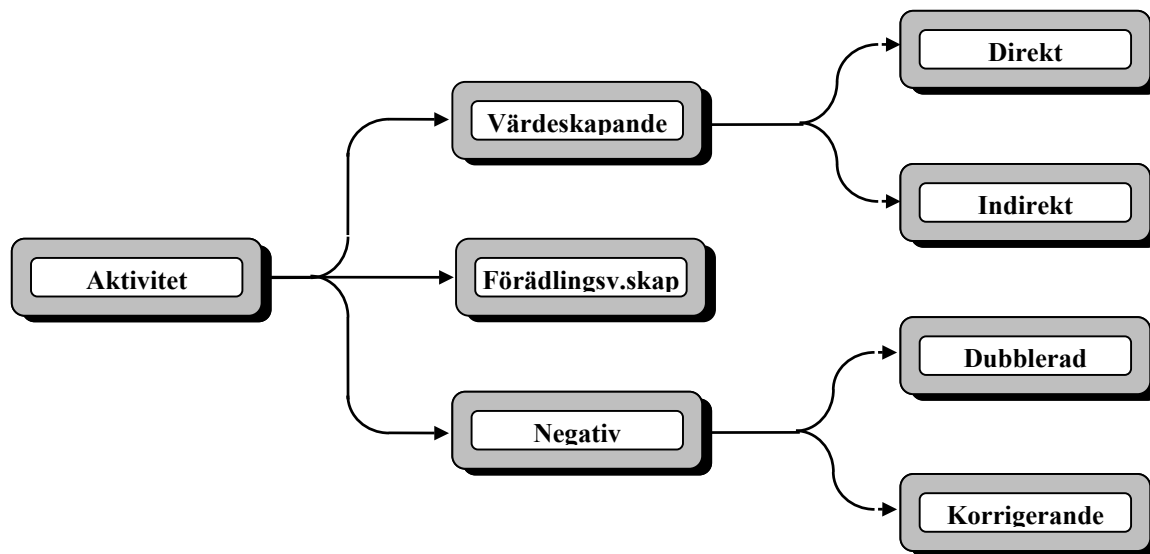 Direkt
Värdeskapande
Indirekt
Aktivitet
Förädlingsv.skap
Dubblerad
Negativ
Korrigerande